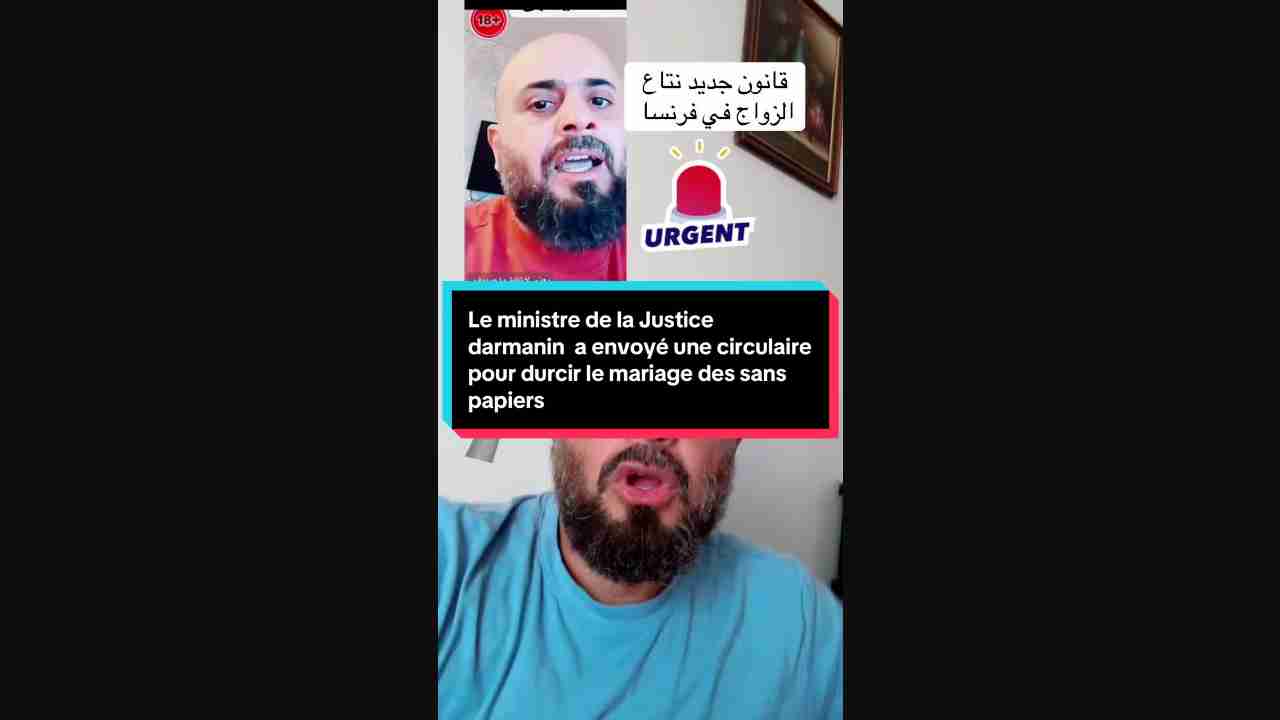 18+
قانون جديد نتاع
الزواج في فرنسا
URGENT
Le ministre de la Justice
darmanin a envoyé une circulaire
pour durcir le mariage des sans
papiers